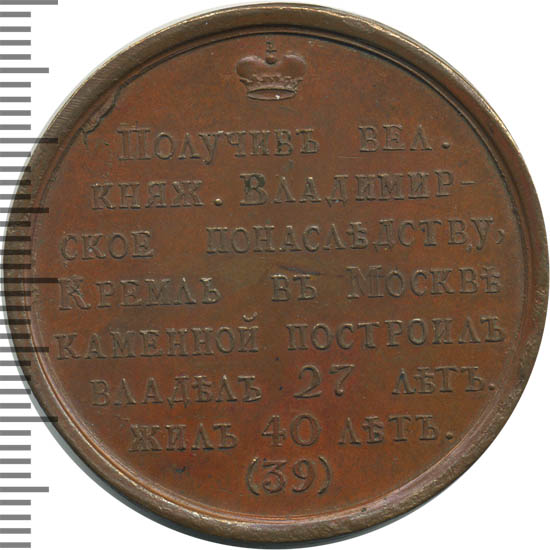 Получивъ вел.
княж. Владимир-
ское понаслѣдству,
Кремль въ Москвѣ
каменной построилъ
владѣлъ 27 лѣтъ.
жилъ 40 лѣтъ.
(39)